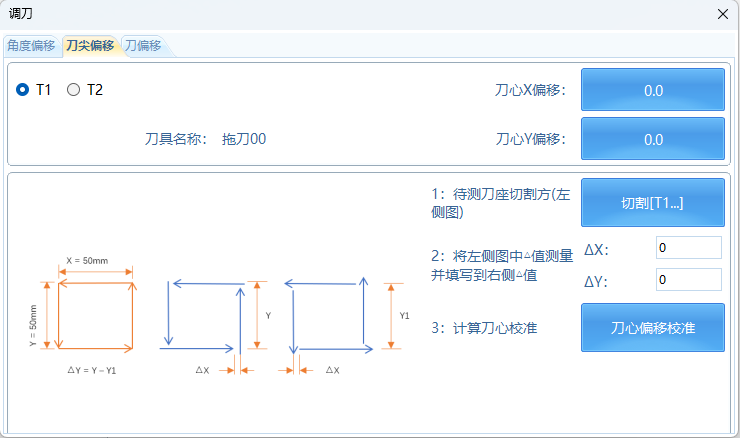 调刀
角度偏移 刀尖偏移 刀偏移
T1 T2 刀心X偏移： 0.0
刀具名称： 拖刀00 刀心Y偏移： 0.0
1：待测刀座切割方(左
侧图)
切割[T1...]
2：将左侧图中△值测量
并填写到右侧△值
ΔX： 0
ΔY： 0
3：计算刀心校准
刀心偏移校准
X = 50mm
Y = 50mm
△Y = Y – Y1
Y
△X
Y1
△X